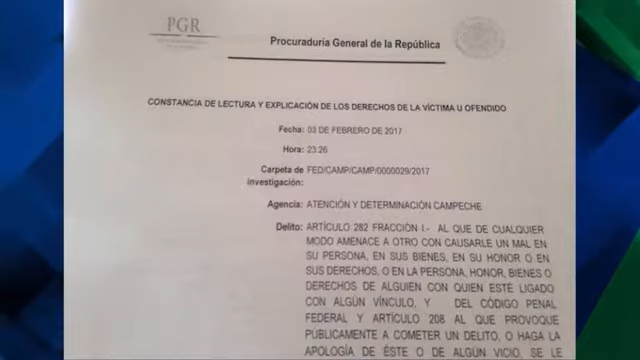 PGR
Procuraduría General de la República
CONSTANCIA DE LECTURA Y EXPLICACIÓN DE LOS DERECHOS DE LA VÍCTIMA U OFENDIDO
Fecha: 03 DE FEBRERO DE 2017
Hora: 23:26
Carpeta de investigación: FED/CAMP/CAMP/0000029/2017
Agencia: ATENCIÓN Y DETERMINACIÓN CAMPECHE
Delito: ARTÍCULO 282 FRACCIÓN I.- AL QUE DE CUALQUIER
MODO AMENACE A OTRO CON CAUSARLE UN MAL EN
SU PERSONA, EN SUS BIENES, EN SU HONOR O EN
SUS DERECHOS, O EN LA PERSONA, HONOR, BIENES O
DERECHOS DE ALGUIEN CON QUIEN ESTÉ LIGADO
CON ALGÚN VÍNCULO, Y DEL CÓDIGO PENAL
FEDERAL Y ARTÍCULO 208 AL QUE PROVOQUE
PÚBLICAMENTE A COMETER UN DELITO, O HAGA LA
APOLOGÍA DE ÉSTE O DE ALGÚN VICIO, SE LE